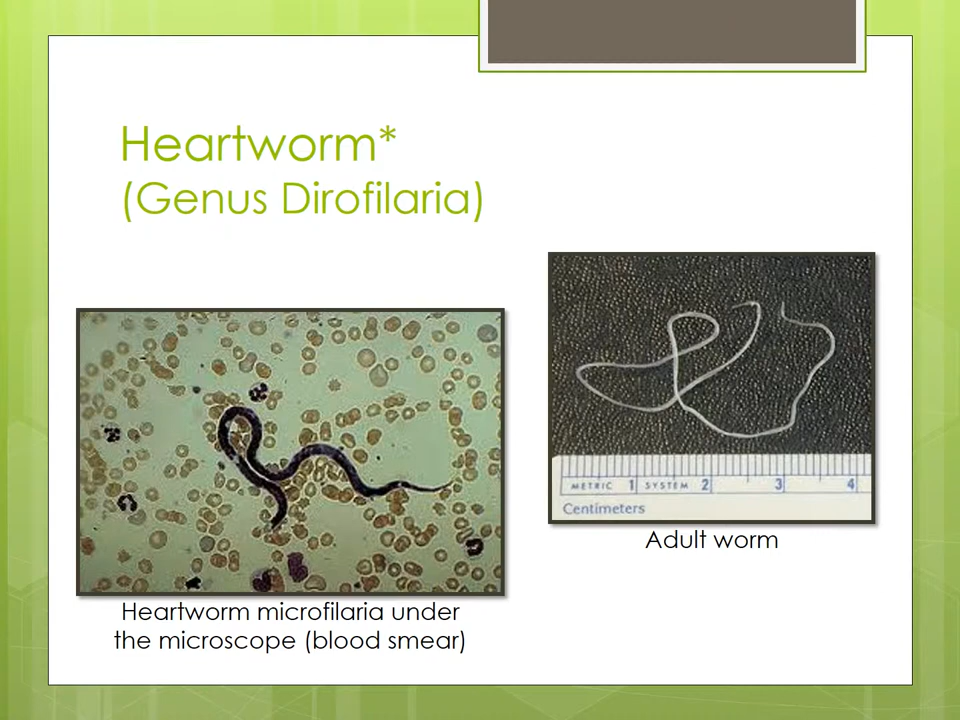 Heartworm*
(Genus Dirofilaria)
METRIC 1 SYSTEM 2 3 4
Centimeters
Adult worm
Heartworm microfilaria under
the microscope (blood smear)